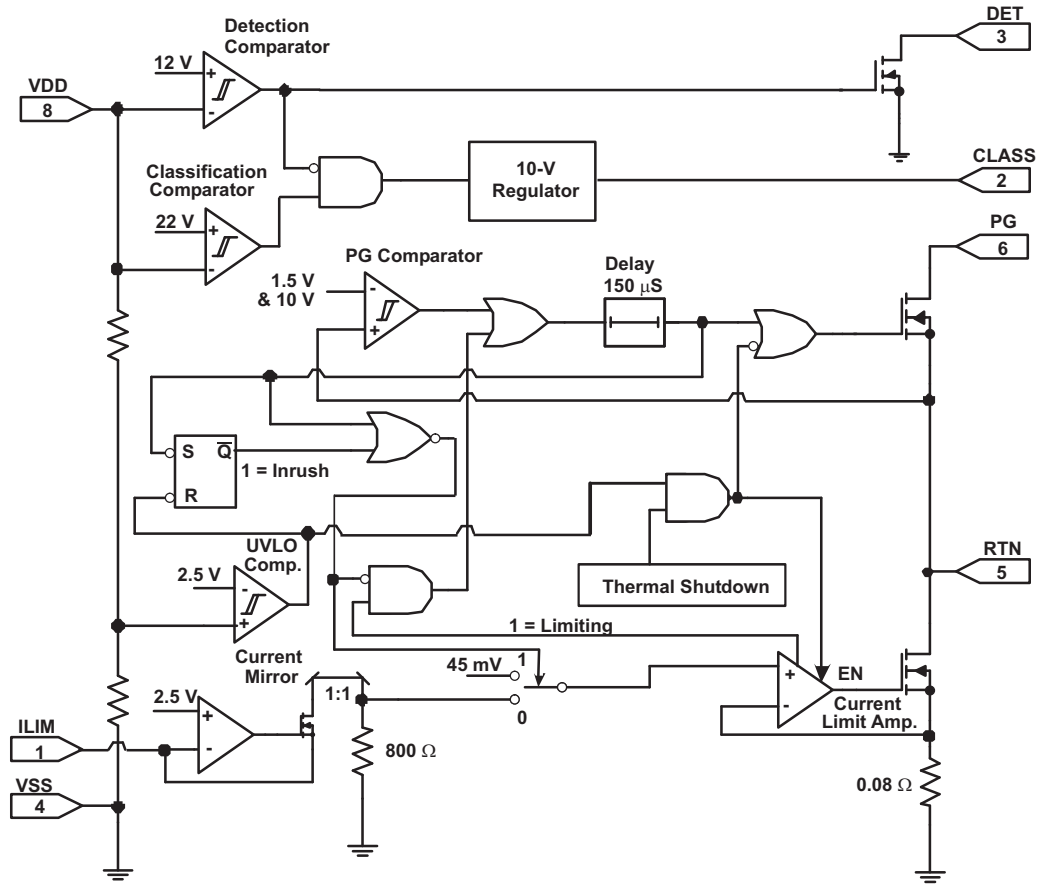 Detection
Comparator
DET
3
12 V
+
-
VDD
8
Classification
Comparator
22 V
+
-
10-V
Regulator
CLASS
2
PG
6
PG Comparator
1.5 V
& 10 V
-
+
Delay
150 μS
S
Q̅
R
1 = Inrush
UVLO
Comp.
2.5 V
-
+
Thermal Shutdown
RTN
5
1 = Limiting
Current
Mirror
1:1
45 mV
1
0
EN
+
-
Current
Limit Amp.
2.5 V
+
-
ILIM
1
800 Ω
0.08 Ω
VSS
4